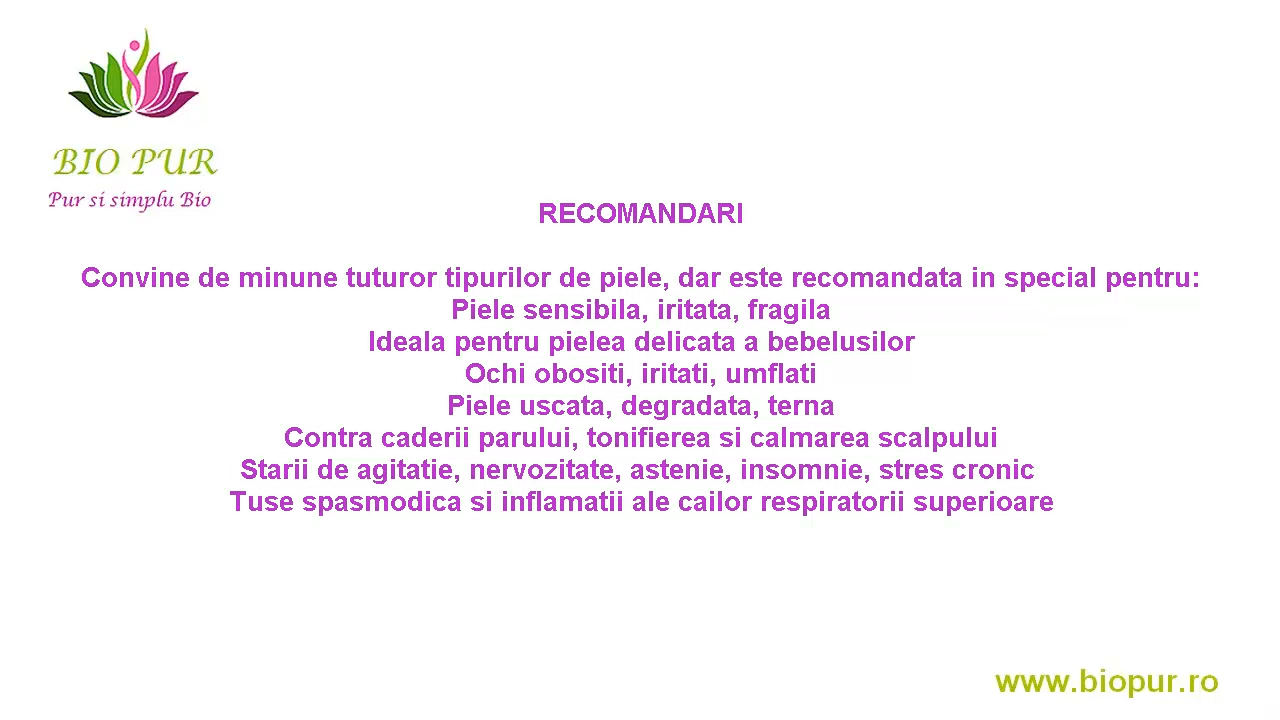 BIO PUR
Pur si simplu Bio
RECOMANDARI
Convine de minune tuturor tipurilor de piele, dar este recomandata in special pentru:
Piele sensibila, iritata, fragila
Ideala pentru pielea delicata a bebelusilor
Ochi obositi, iritati, umflati
Piele uscata, degradata, terna
Contra caderii parului, tonifierea si calmarea scalpului
Starii de agitatie, nervozitate, astenie, insomnie, stres cronic
Tuse spasmodica si inflamatii ale cailor respiratorii superioare
www.biopur.ro